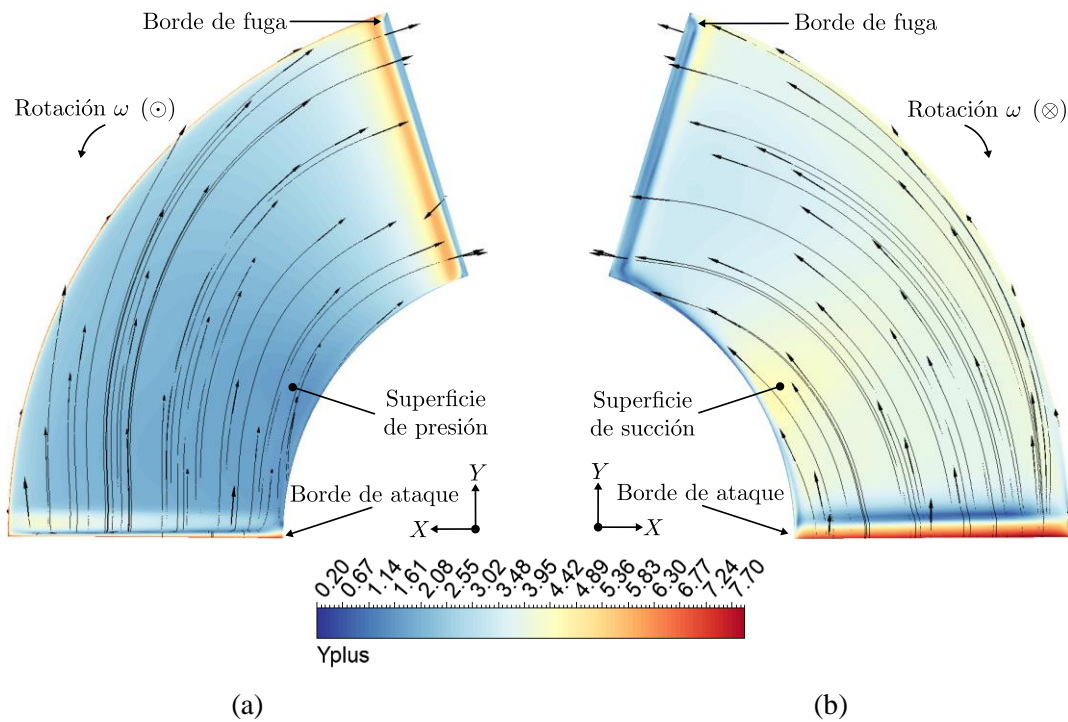 Borde de fuga
Rotación ω (⊙)
Superficie
de presión
Borde de ataque
Y
X
Borde de fuga
Rotación ω (⊗)
Superficie
de succión
Borde de ataque
Y
X
0.20 0.67 1.14 1.61 2.08 2.55 3.02 3.48 3.95 4.42 4.89 5.36 5.83 6.30 6.77 7.24 7.70
Yplus
(a)
(b)